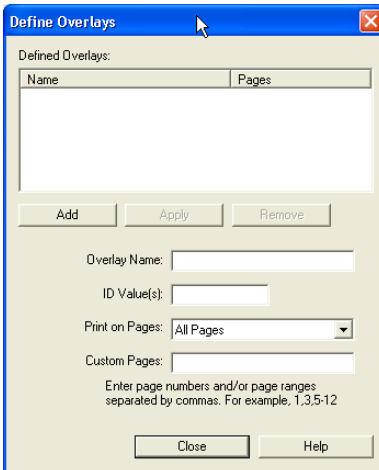 Define Overlays
Defined Overlays:
Name Pages
Add Apply Remove
Overlay Name:
ID Value(s):
Print on Pages: All Pages
Custom Pages:
Enter page numbers and/or page ranges
separated by commas. For example, 1,3,5-12
Close Help